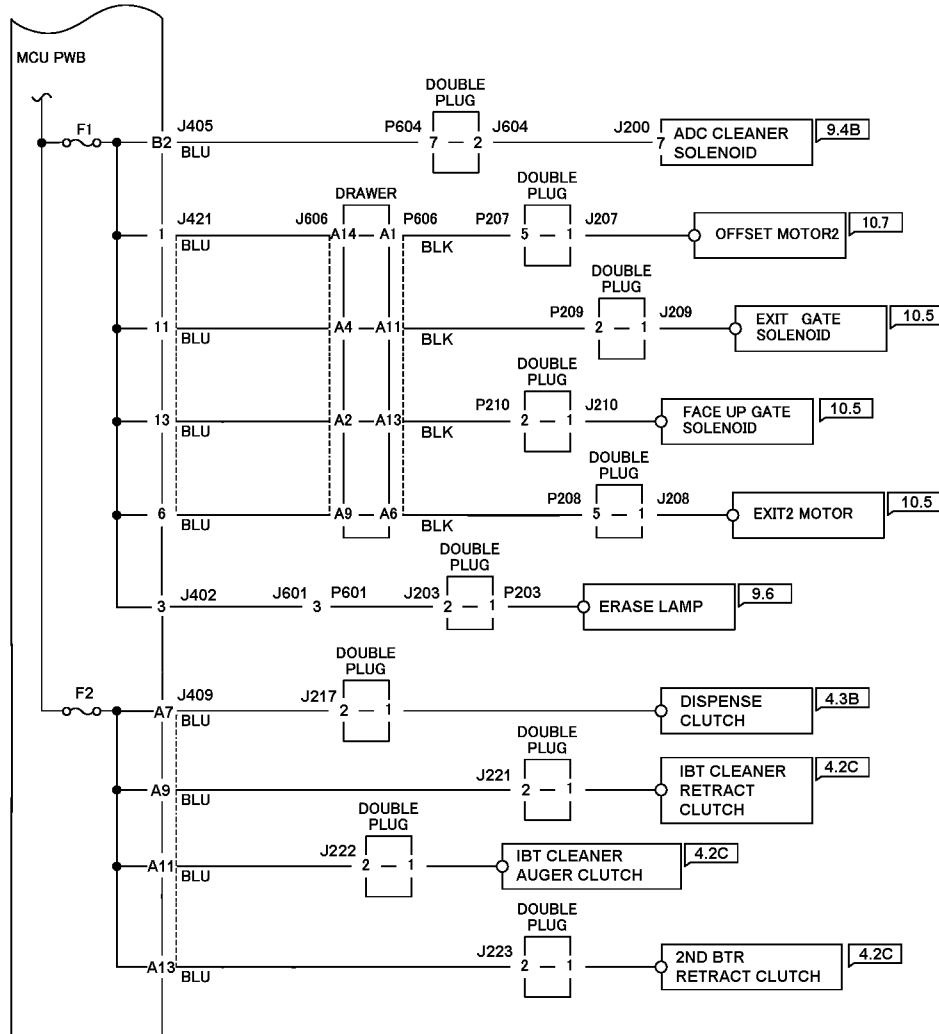 MCU PWB
F1
B2 J405 BLU P604 DOUBLE PLUG 7 2 J604 J200 7 ADC CLEANER SOLENOID 9.4B
1 J421 BLU J606 DRAWER A14 A1 P606 BLK P207 DOUBLE PLUG 5 1 J207 OFFSET MOTOR2 10.7
11 BLU A4 A11 BLK P209 DOUBLE PLUG 2 1 J209 EXIT GATE SOLENOID 10.5
13 BLU A2 A13 BLK P210 DOUBLE PLUG 2 1 J210 FACE UP GATE SOLENOID 10.5
6 BLU A9 A6 BLK P208 DOUBLE PLUG 5 1 J208 EXIT2 MOTOR 10.5
3 J402 J601 3 P601 J203 DOUBLE PLUG 2 1 P203 ERASE LAMP 9.6
F2
A7 J409 BLU J217 DOUBLE PLUG 2 1 DISPENSE CLUTCH 4.3B
A9 BLU J221 DOUBLE PLUG 2 1 IBT CLEANER RETRACT CLUTCH 4.2C
A11 BLU J222 DOUBLE PLUG 2 1 IBT CLEANER AUGER CLUTCH 4.2C
A13 BLU J223 DOUBLE PLUG 2 1 2ND BTR RETRACT CLUTCH 4.2C